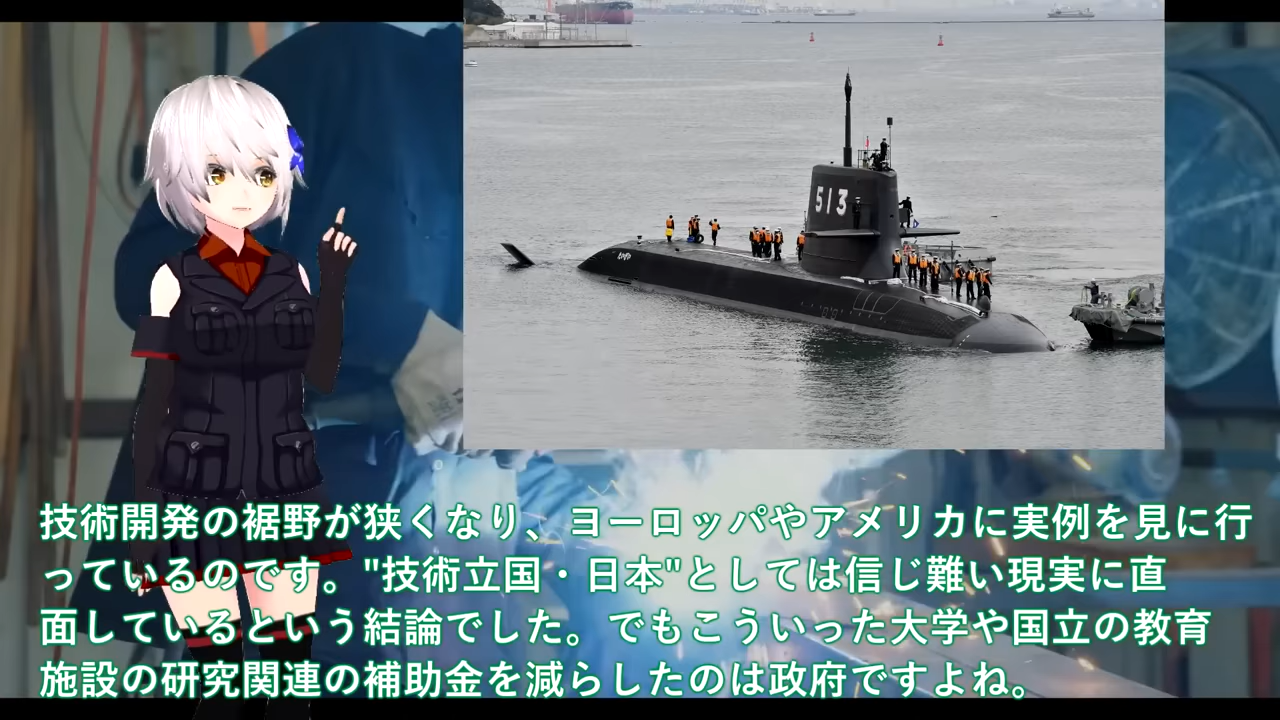 513
技術開発の裾野が狭くなり、ヨーロッパやアメリカに実例を見に行
っているのです。"技術立国・日本"としては信じ難い現実に直
面しているという結論でした。でもこういった大学や国立の教育
施設の研究関連の補助金を減らしたのは政府ですよね。